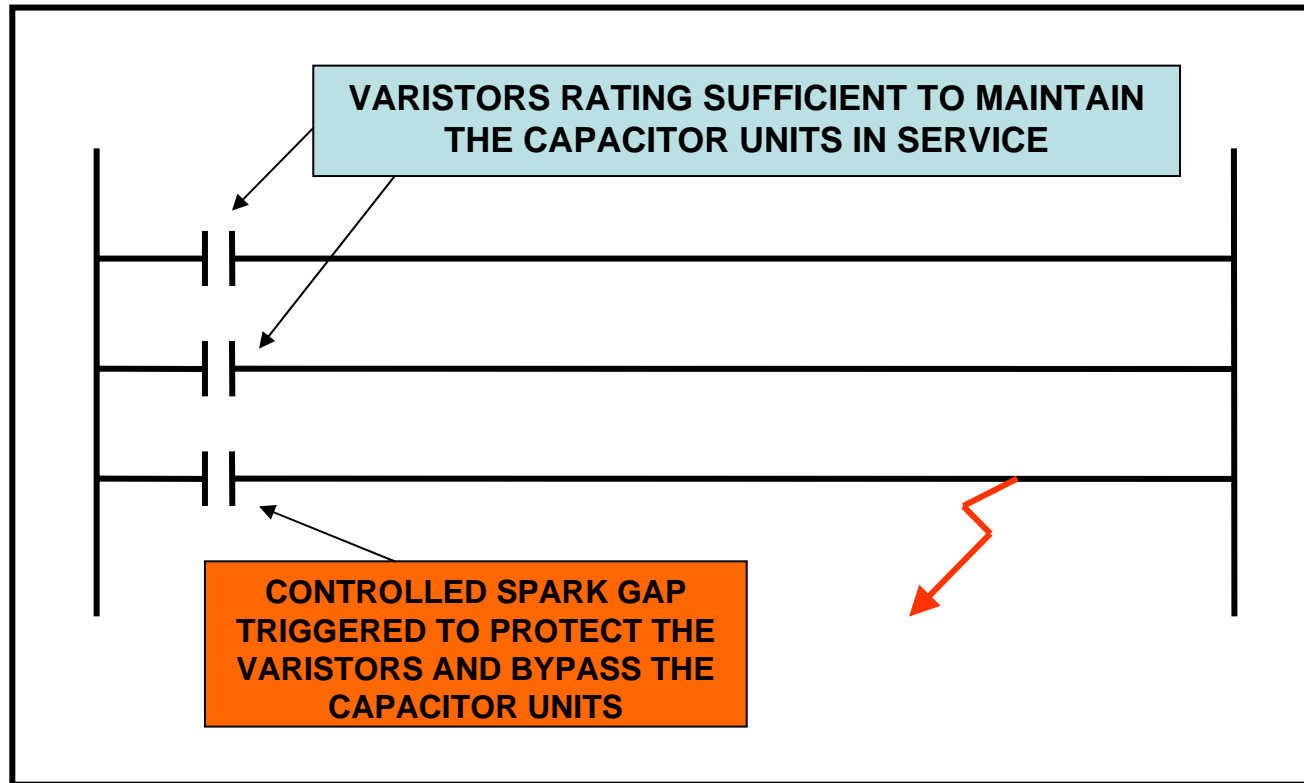 VARISTORS RATING SUFFICIENT TO MAINTAIN
THE CAPACITOR UNITS IN SERVICE
CONTROLLED SPARK GAP
TRIGGERED TO PROTECT THE
VARISTORS AND BYPASS THE
CAPACITOR UNITS